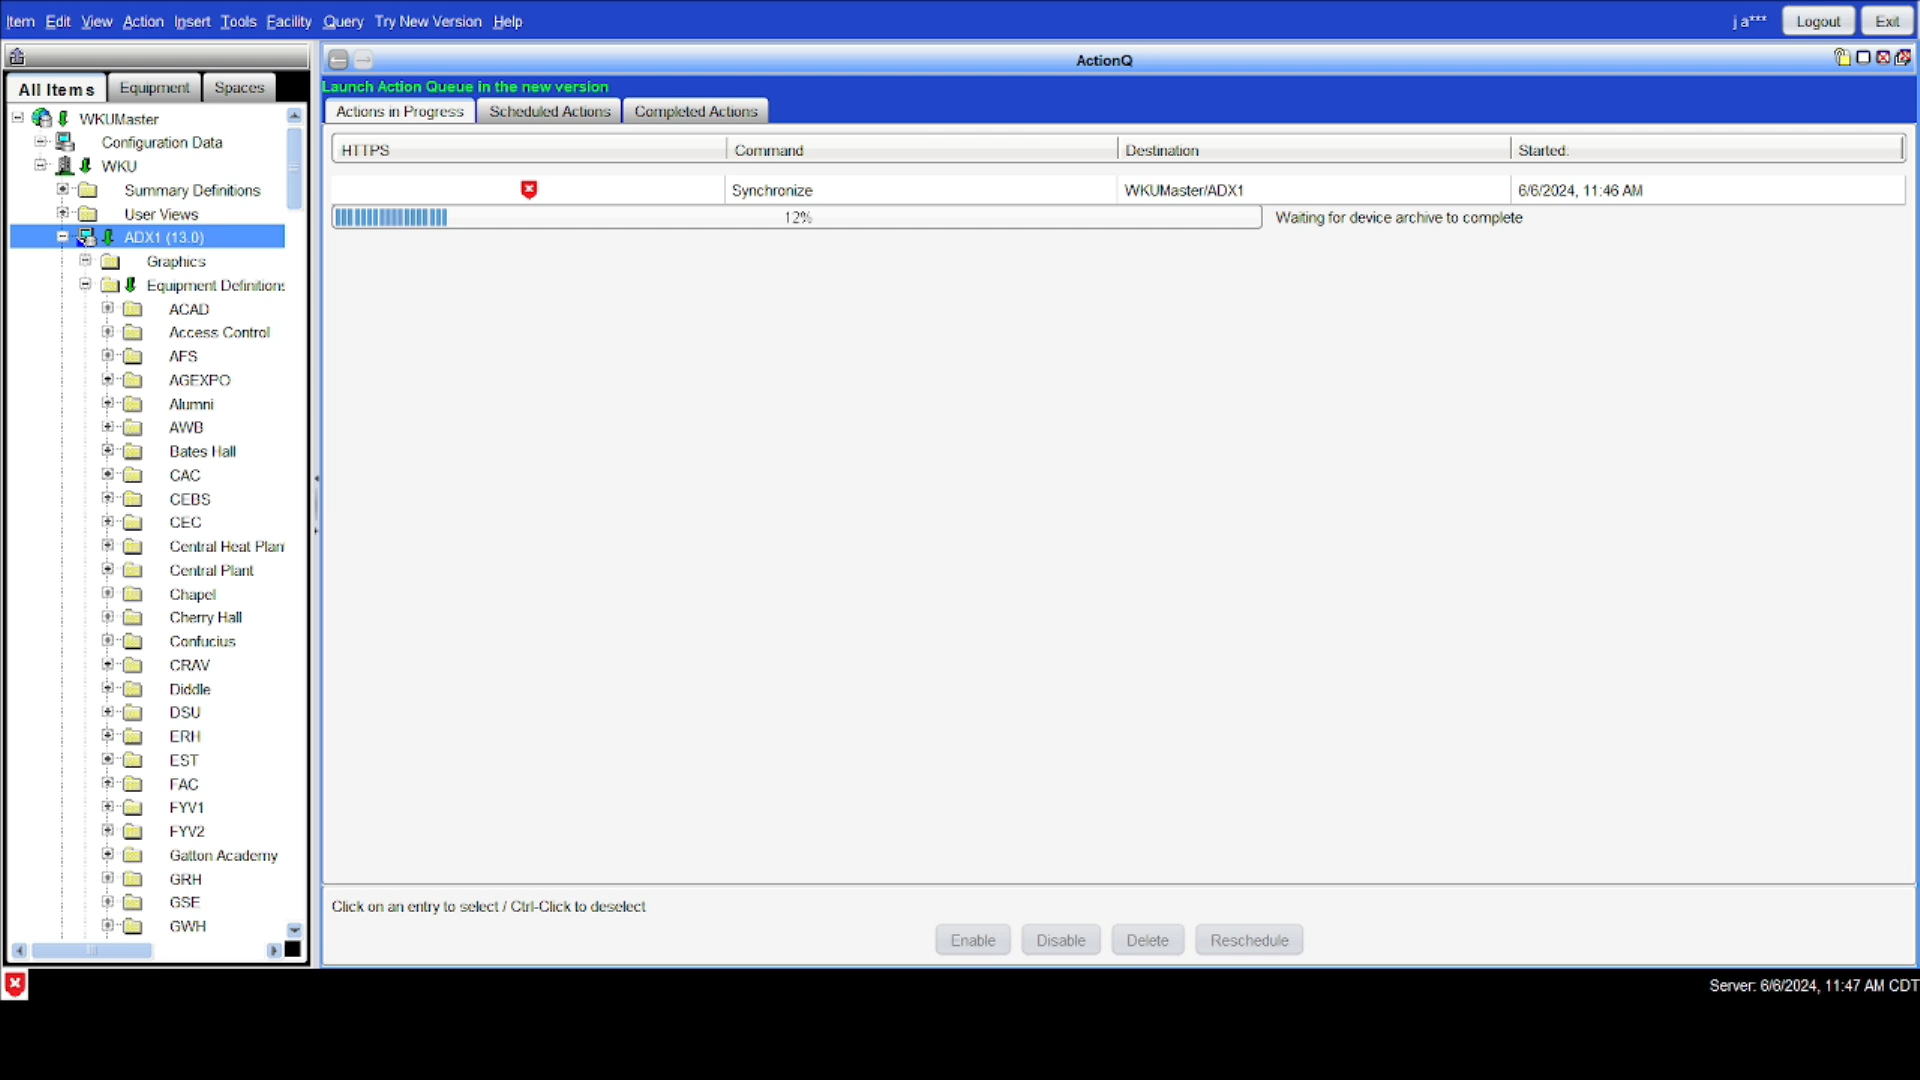 Item Edit View Action Insert Tools Facility Query Try New Version Help
j a***
Logout
Exit
ActionQ
Launch Action Queue in the new version
All Items
Equipment
Spaces
Actions in Progress
Scheduled Actions
Completed Actions
HTTPS
Command
Destination
Started:
Synchronize
WKUMaster/ADX1
6/6/2024, 11:46 AM
12%
Waiting for device archive to complete
WKUMaster
Configuration Data
WKU
Summary Definitions
User Views
ADX1 (13.0)
Graphics
Equipment Definitions
ACAD
Access Control
AFS
AGEXPO
Alumni
AWB
Bates Hall
CAC
CEBS
CEC
Central Heat Plan
Central Plant
Chapel
Cherry Hall
Confucius
CRAV
Diddle
DSU
ERH
EST
FAC
FYV1
FYV2
Gatton Academy
GRH
GSE
GWH
Click on an entry to select / Ctrl-Click to deselect
Enable
Disable
Delete
Reschedule
Server: 6/6/2024, 11:47 AM CDT